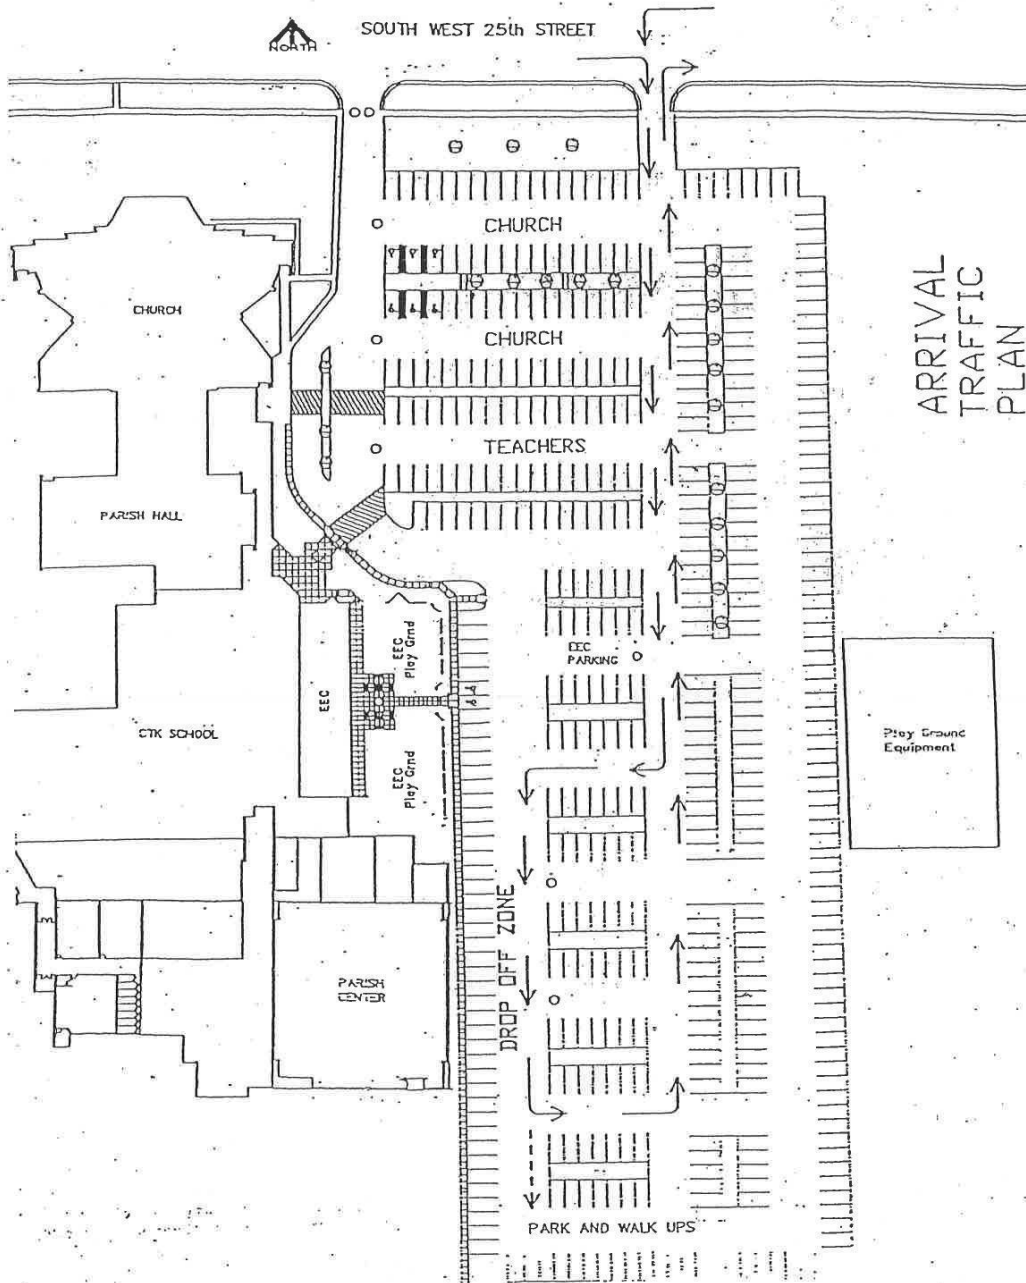 SOUTH WEST 25th STREET
NORTH
CHURCH
ARRIVAL
TRAFFIC
PLAN
CHURCH
CHURCH
TEACHERS
PARISH HALL
EEC
PARKING
EEC
Play Grnd
EEC
CTK SCHOOL
EEC
Play Grnd
Play Ground
Equipment
DROP OFF ZONE
PARISH
CENTER
PARK AND WALK UPS